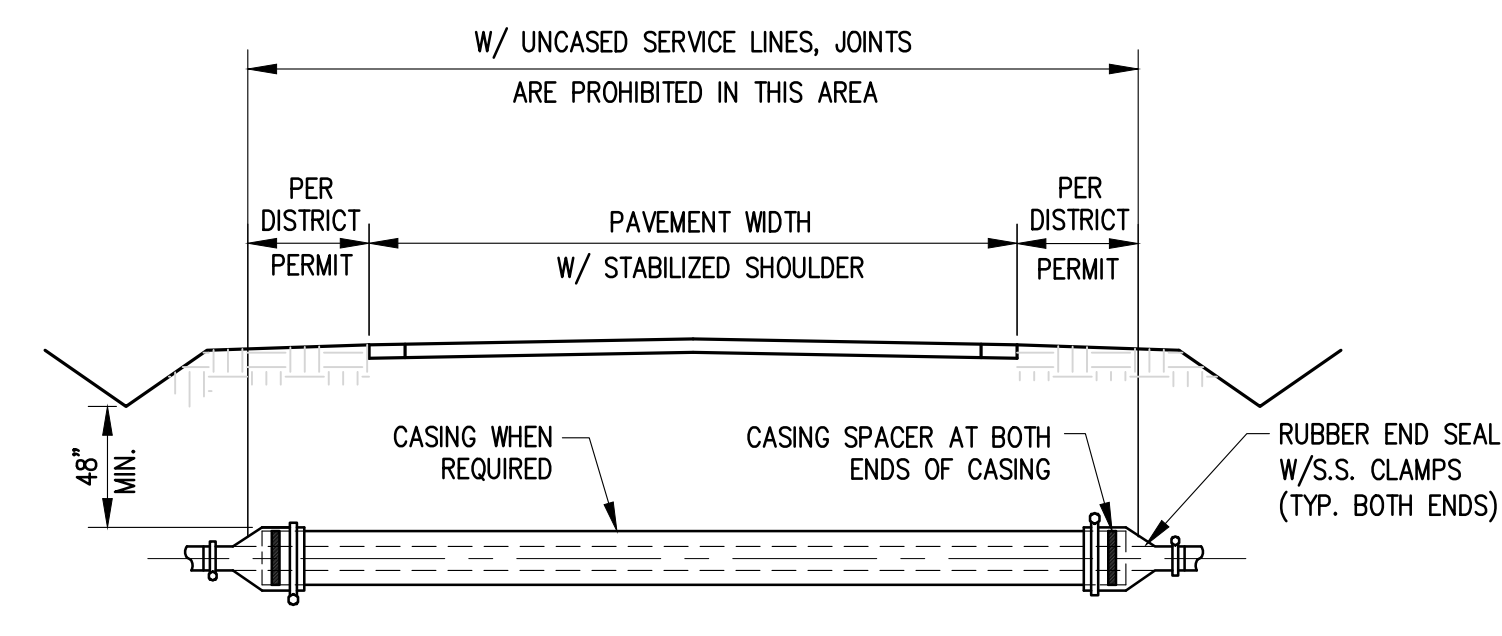 W/ UNCASED SERVICE LINES, JOINTS
ARE PROHIBITED IN THIS AREA
PER
DISTRICT
PERMIT
PAVEMENT WIDTH
W/ STABILIZED SHOULDER
PER
DISTRICT
PERMIT
48"
MIN.
CASING WHEN
REQUIRED
CASING SPACER AT BOTH
ENDS OF CASING
RUBBER END SEAL
W/S.S. CLAMPS
(TYP. BOTH ENDS)